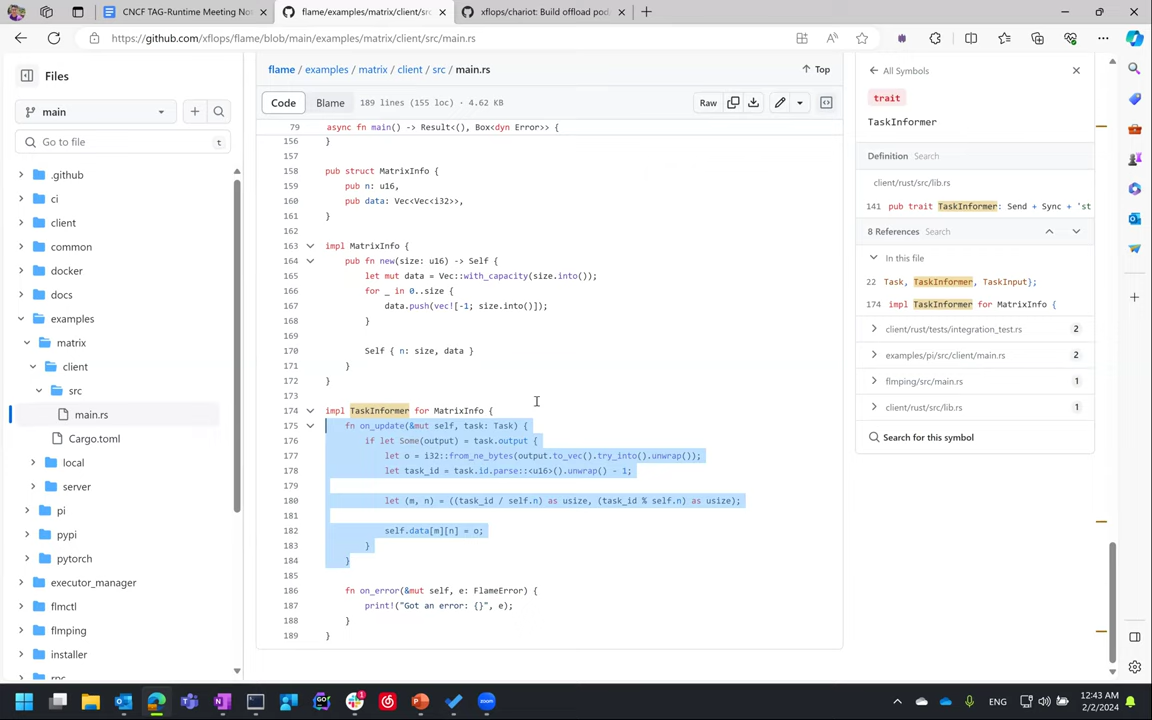 CNCF TAG-Runtime Meeting Not
flame/examples/matrix/client/src/
xflops/chariot: Build offload pod
https://github.com/xflops/flame/blob/main/examples/matrix/client/src/main.rs
Files
main
Go to file
t
.github
ci
client
common
docker
docs
examples
matrix
client
src
main.rs
Cargo.toml
local
server
pi
pypi
pytorch
executor_manager
flmctl
flmping
installer
rpc
flame / examples / matrix / client / src / main.rs
Top
Code
Blame
189 lines (155 loc) · 4.62 KB
Raw
79 async fn main() -> Result<(), Box<dyn Error>> {
156 }
157
158 pub struct MatrixInfo {
159 pub n: u16,
160 pub data: Vec<Vec<i32>>,
161 }
162
163 impl MatrixInfo {
164 pub fn new(size: u16) -> Self {
165 let mut data = Vec::with_capacity(size.into());
166 for _ in 0..size {
167 data.push(vec![-1; size.into()]);
168 }
169
170 Self { n: size, data }
171 }
172 }
173
174 impl TaskInformer for MatrixInfo {
175 fn on_update(&mut self, task: Task) {
176 if let Some(output) = task.output {
177 let o = i32::from_ne_bytes(output.to_vec().try_into().unwrap());
178 let task_id = task.id.parse::<u16>().unwrap() - 1;
179
180 let (m, n) = ((task_id / self.n) as usize, (task_id % self.n) as usize);
181
182 self.data[m][n] = o;
183 }
184 }
185
186 fn on_error(&mut self, e: FlameError) {
187 print!("Got an error: {}", e);
188 }
189 }
All Symbols
trait
TaskInformer
Definition Search
client/rust/src/lib.rs
141 pub trait TaskInformer: Send + Sync + 'st
8 References Search
In this file
22 Task, TaskInformer, TaskInput};
174 impl TaskInformer for MatrixInfo {
client/rust/tests/integration_test.rs 2
examples/pi/src/client/main.rs 2
flmping/src/main.rs 1
client/rust/src/lib.rs 1
Search for this symbol
ENG
12:43 AM
2/2/2024